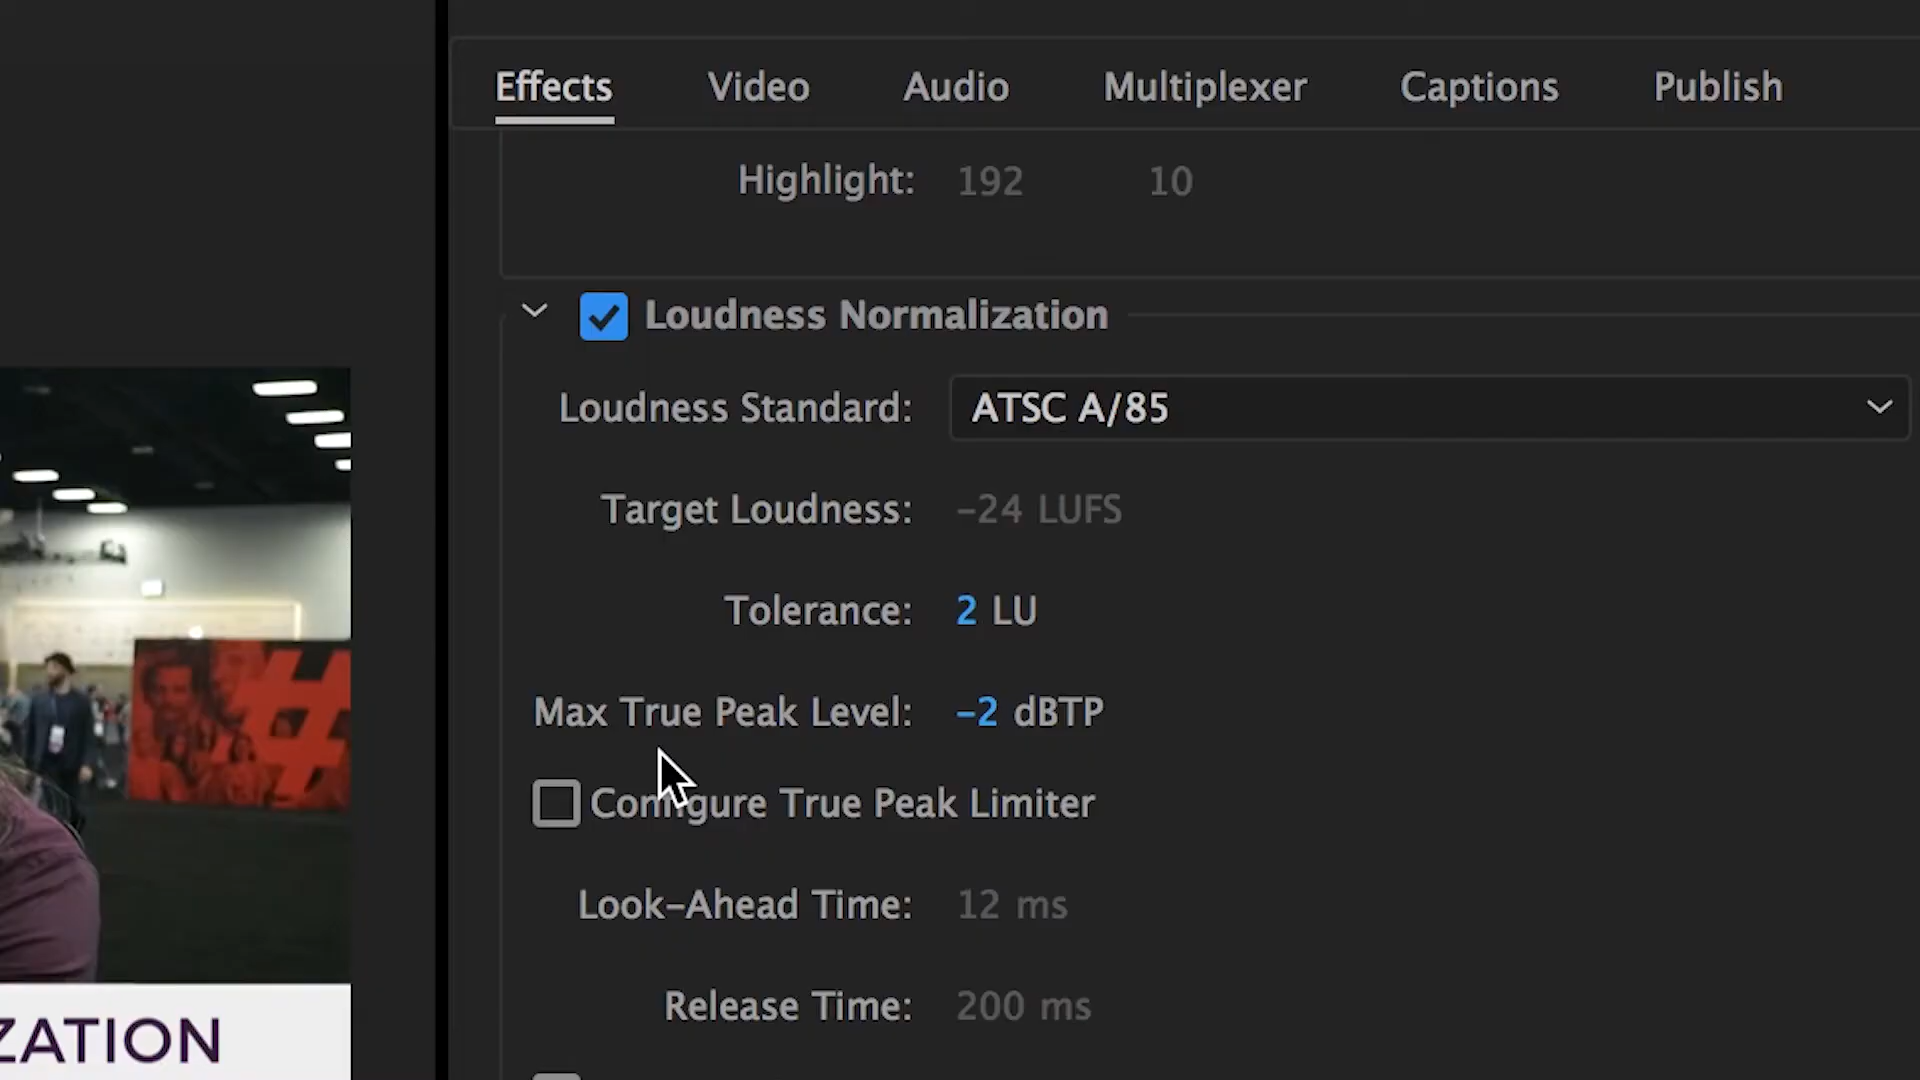 Effects Video Audio Multiplexer Captions Publish
Highlight: 192 10
Loudness Normalization
Loudness Standard: ATSC A/85
Target Loudness: -24 LUFS
Tolerance: 2 LU
Max True Peak Level: -2 dBTP
Configure True Peak Limiter
Look-Ahead Time: 12 ms
Release Time: 200 ms
#
ZATION